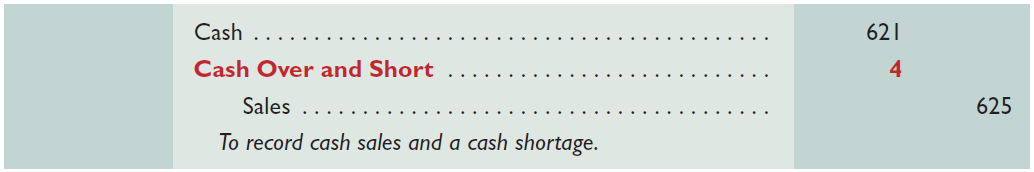 Cash . . . . . . . . . . . . . . . . . . . . . . . . . . . . . . . . . . . . . . . . . . . 621
Cash Over and Short . . . . . . . . . . . . . . . . . . . . . . . . . . . 4
Sales . . . . . . . . . . . . . . . . . . . . . . . . . . . . . . . . . . . . . . . 625
To record cash sales and a cash shortage.